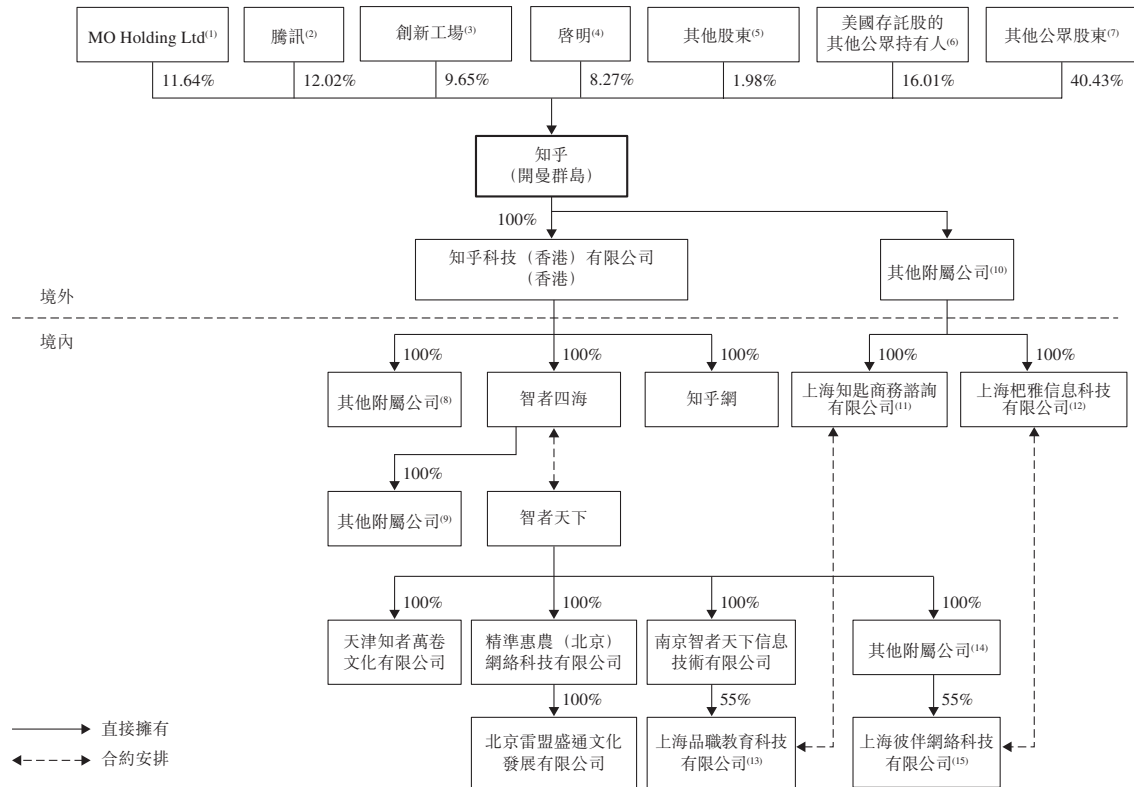 MO Holding Ltd(1)
騰訊(2)
創新工場(3)
啓明(4)
其他股東(5)
美國存託股的
其他公眾持有人(6)
其他公眾股東(7)
11.64%
12.02%
9.65%
8.27%
1.98%
16.01%
40.43%
知乎
(開曼群島)
100%
知乎科技(香港)有限公司
(香港)
其他附屬公司(10)
境外
境內
100%
100%
100%
100%
100%
其他附屬公司(8)
智者四海
知乎網
上海知匙商務諮詢
有限公司(11)
上海杷雅信息科技
有限公司(12)
100%
其他附屬公司(9)
智者天下
100%
100%
100%
100%
天津知者萬卷
文化有限公司
精準惠農(北京)
網絡科技有限公司
南京智者天下信息
技術有限公司
其他附屬公司(14)
100%
55%
55%
北京雷盟盛通文化
發展有限公司
上海品職教育科技
有限公司(13)
上海彼伴網絡科技
有限公司(15)
直接擁有
合約安排